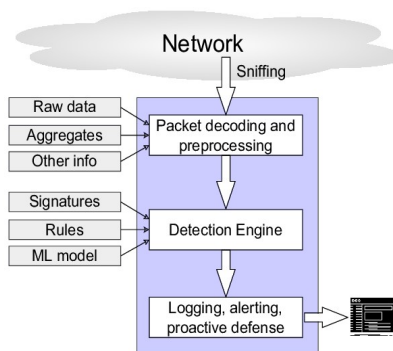 Network
Sniffing
Raw data
Aggregates
Other info
Packet decoding and
preprocessing
Signatures
Rules
ML model
Detection Engine
Logging, alerting,
proactive defense